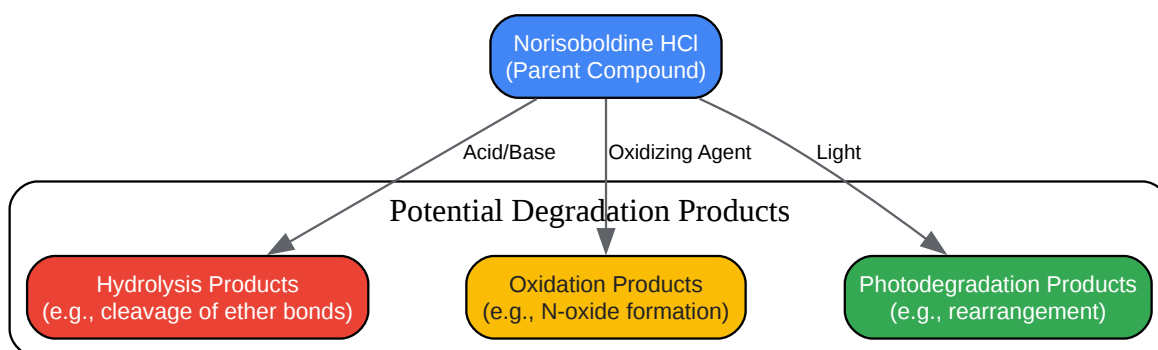 Norisoboldine HCl
(Parent Compound)
Acid/Base
Oxidizing Agent
Light
Potential Degradation Products
Hydrolysis Products
(e.g., cleavage of ether bonds)
Oxidation Products
(e.g., N-oxide formation)
Photodegradation Products
(e.g., rearrangement)